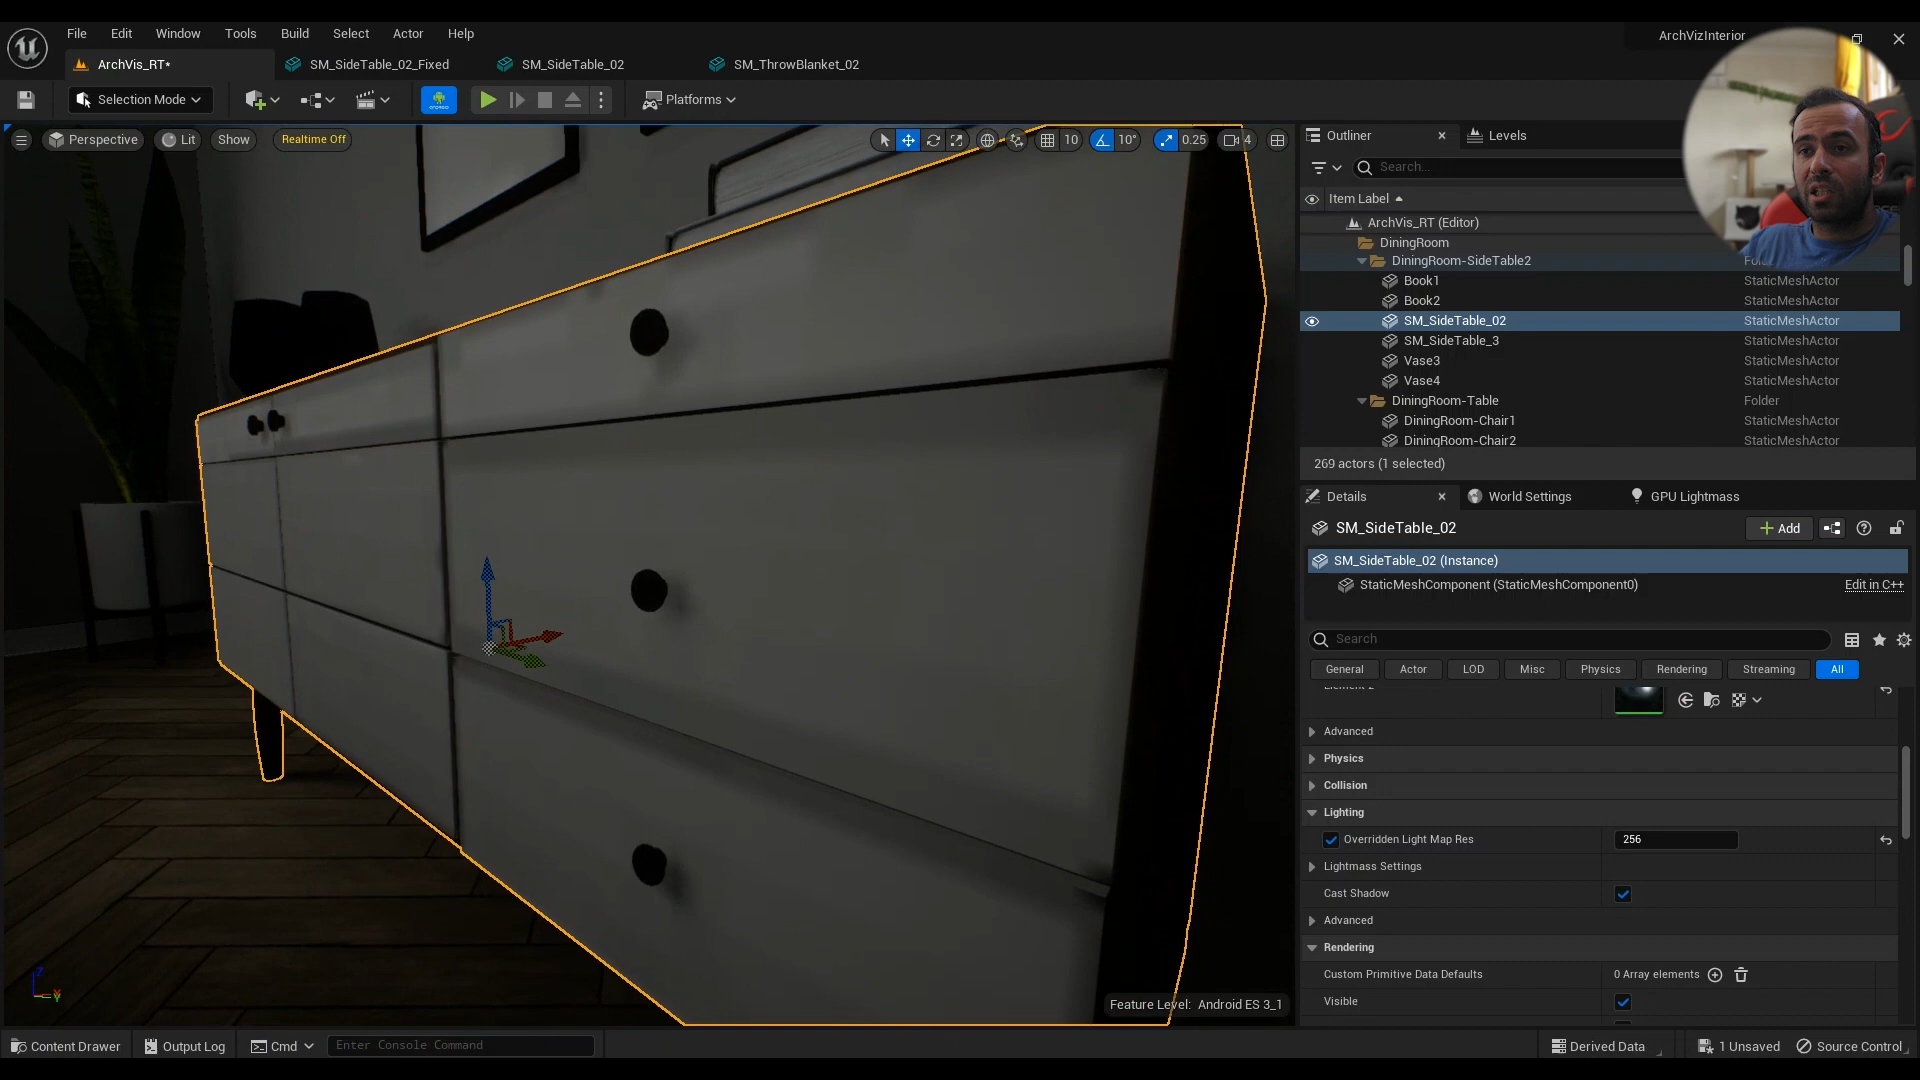 File Edit Window Tools Build Select Actor Help
ArchVizInterior
ArchVis_RT*
SM_SideTable_02_Fixed
SM_SideTable_02
SM_ThrowBlanket_02
Selection Mode
Platforms
Perspective
Lit
Show
Realtime Off
10
10°
0.25
4
Outliner
Levels
Search...
Item Label
ArchVis_RT (Editor)
DiningRoom
DiningRoom-SideTable2
Book1 StaticMeshActor
Book2 StaticMeshActor
SM_SideTable_02 StaticMeshActor
SM_SideTable_3 StaticMeshActor
Vase3 StaticMeshActor
Vase4 StaticMeshActor
DiningRoom-Table Folder
DiningRoom-Chair1 StaticMeshActor
DiningRoom-Chair2 StaticMeshActor
269 actors (1 selected)
Details
World Settings
GPU Lightmass
SM_SideTable_02
Add
SM_SideTable_02 (Instance)
StaticMeshComponent (StaticMeshComponent0) Edit in C++
Search
General Actor LOD Misc Physics Rendering Streaming All
Advanced
Physics
Collision
Lighting
Overridden Light Map Res 256
Lightmass Settings
Cast Shadow
Advanced
Rendering
Custom Primitive Data Defaults 0 Array elements
Visible
Feature Level: Android ES 3_1
Content Drawer
Output Log
Cmd
Enter Console Command
Derived Data
1 Unsaved
Source Control